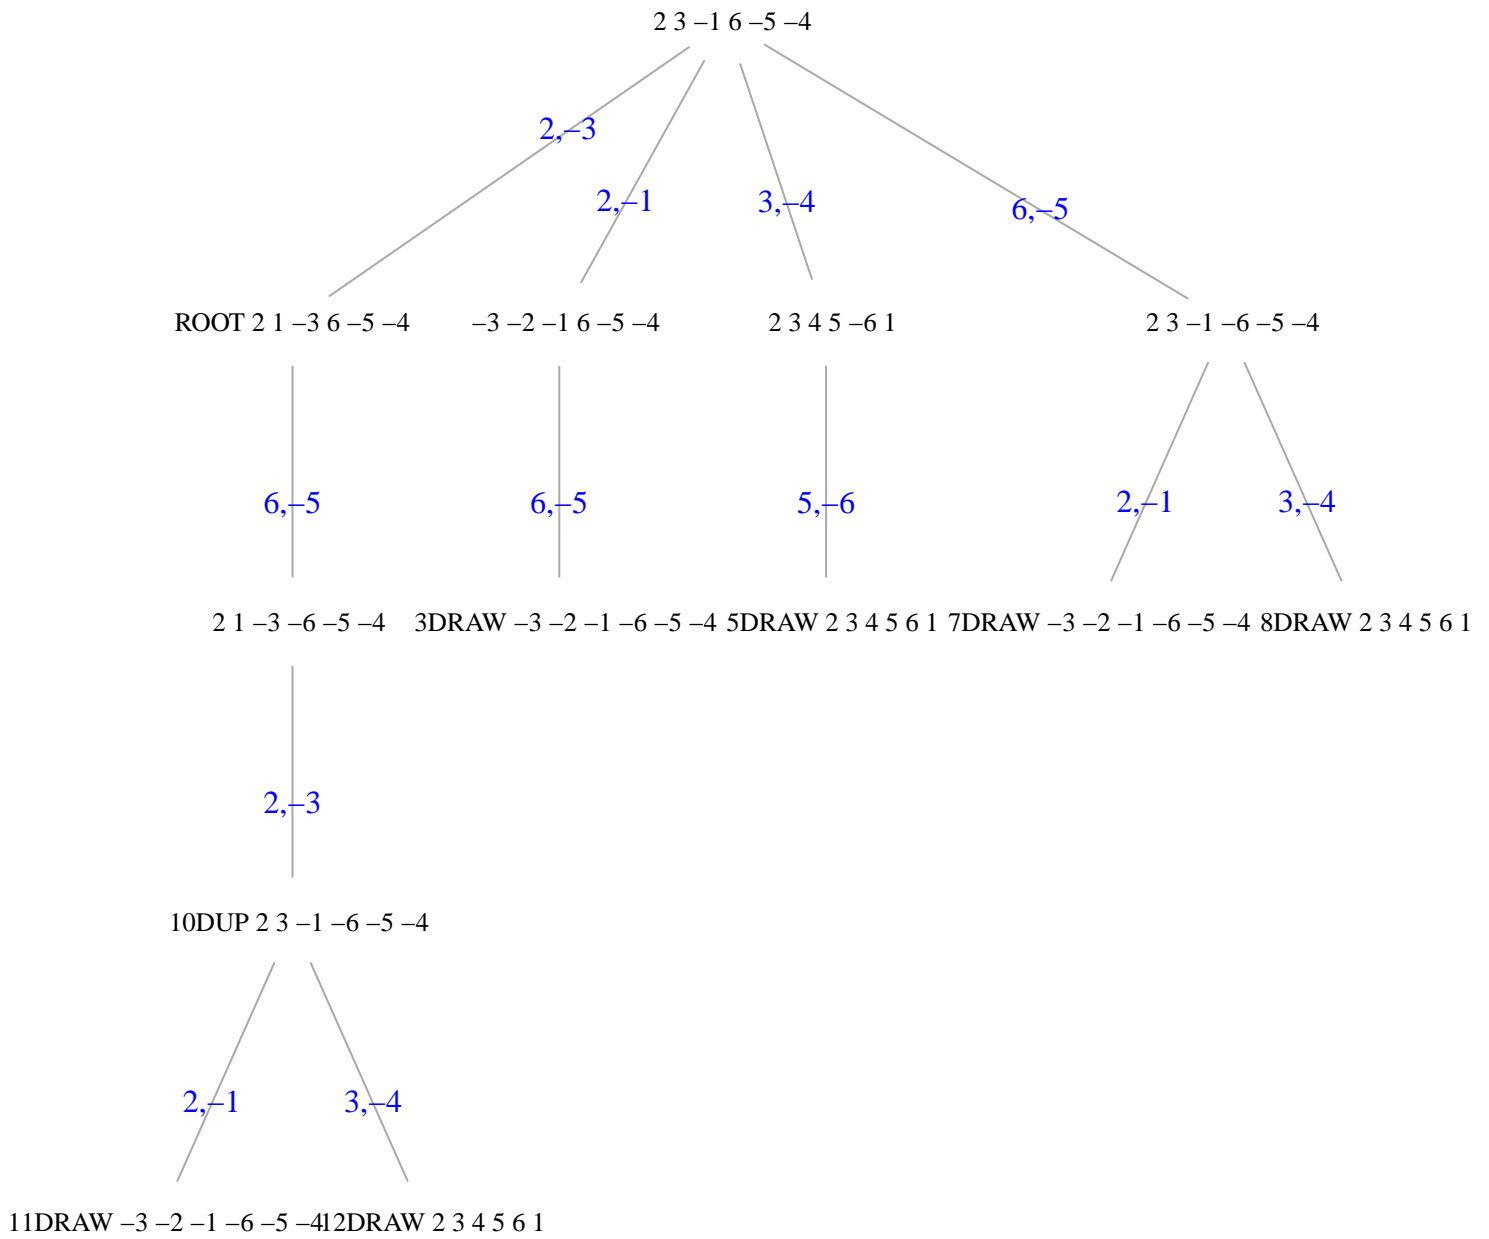 2 3 –1 6 –5 –4
2,–3
2,–1
3,–4
6,–5
ROOT 2 1 –3 6 –5 –4
–3 –2 –1 6 –5 –4
2 3 4 5 –6 1
2 3 –1 –6 –5 –4
6,–5
6,–5
5,–6
2,–1
3,–4
2 1 –3 –6 –5 –4
3DRAW –3 –2 –1 –6 –5 –4
5DRAW 2 3 4 5 6 1
7DRAW –3 –2 –1 –6 –5 –4
8DRAW 2 3 4 5 6 1
2,–3
10DUP 2 3 –1 –6 –5 –4
2,–1
3,–4
11DRAW –3 –2 –1 –6 –5 –4
12DRAW 2 3 4 5 6 1